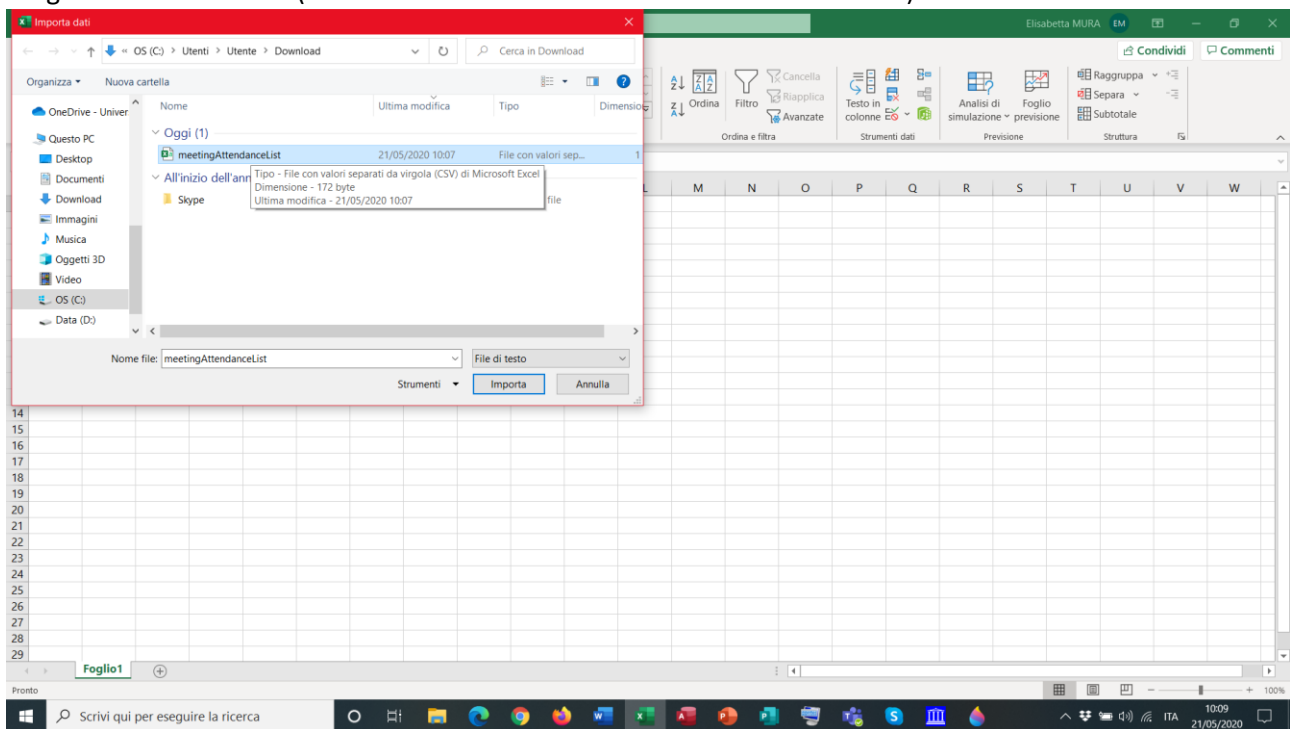 Importa dati
Elisabetta MURA EM
« OS (C:) > Utenti > Utente > Download
Cerca in Download
Condividi
Commenti
Organizza
Nuova cartella
Nome
Ultima modifica
Tipo
Dimensio
OneDrive - Univer
Questo PC
Desktop
Documenti
Download
Immagini
Musica
Oggetti 3D
Video
OS (C:)
Data (D:)
Oggi (1)
meetingAttendanceList 21/05/2020 10:07 File con valori sep... 1
All'inizio dell'ann
Skype
file
Tipo - File con valori separati da virgola (CSV) di Microsoft Excel
Dimensione - 172 byte
Ultima modifica - 21/05/2020 10:07
Nome file: meetingAttendanceList
File di testo
Strumenti
Importa
Annulla
Ordina
Filtro
Cancella
Riapplica
Avanzate
Ordina e filtra
Testo in colonne
Strumenti dati
Analisi di simulazione
Foglio previsione
Previsione
Raggruppa
Separa
Subtotale
Struttura
M N O P Q R S T U V W
14
15
16
17
18
19
20
21
22
23
24
25
26
27
28
29
Foglio1
Pronto
100%
Scrivi qui per eseguire la ricerca
ITA
10:09
21/05/2020